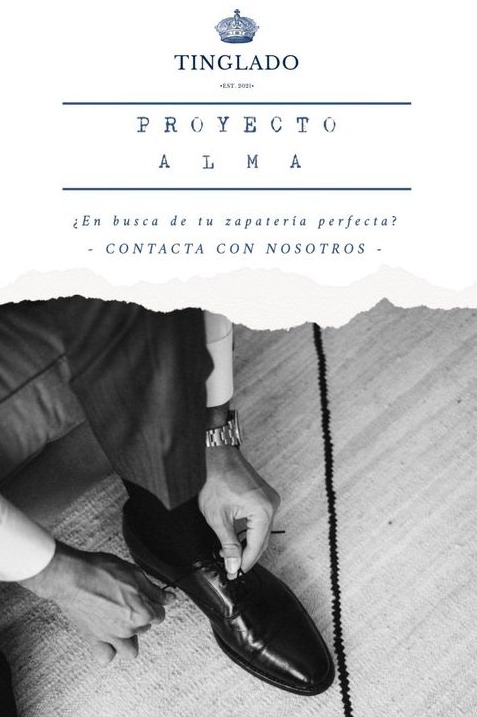 TINGLADO
•EST. 2021•
PROYECTO
ALMA
¿En busca de tu zapatería perfecta?
- CONTACTA CON NOSOTROS -